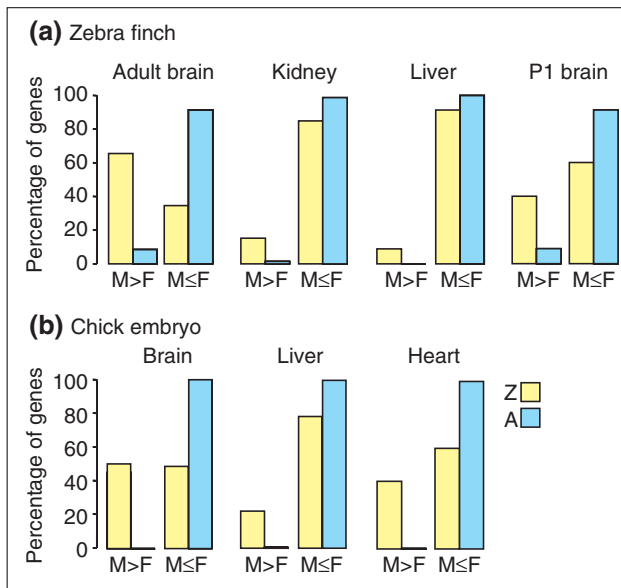 (a) Zebra finch
Adult brain Kidney Liver P1 brain
Percentage of genes
100
80
60
40
20
0
M>F M≤F M>F M≤F M>F M≤F M>F M≤F
(b) Chick embryo
Brain Liver Heart
Percentage of genes
100
80
60
40
20
0
M>F M≤F M>F M≤F M>F M≤F
Z
A